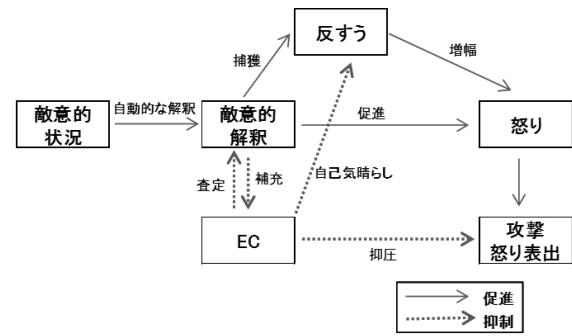 反すう
捕獲
増幅
敵意的
状況
自動的な解釈
敵意的
解釈
促進
怒り
査定
補充
自己気晴らし
EC
抑圧
攻撃
怒り表出
促進
抑制